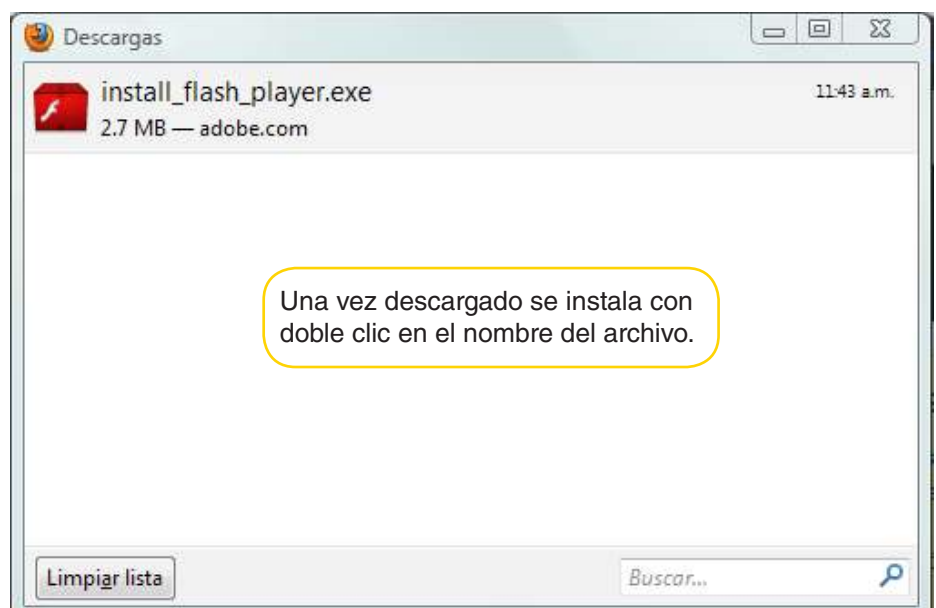 Descargas
install_flash_player.exe
11:43 a.m.
2.7 MB — adobe.com
Una vez descargado se instala con
doble clic en el nombre del archivo.
Limpiar lista
Buscar...